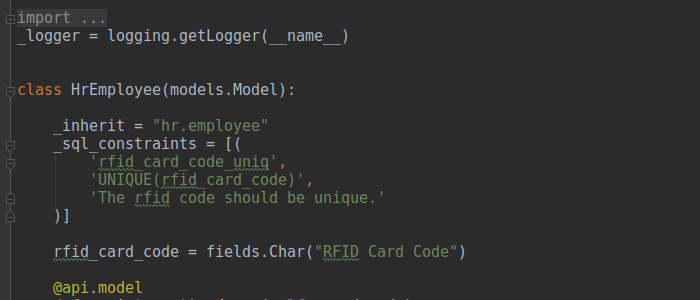 import ...
_logger = logging.getLogger(__name__)
class HrEmployee(models.Model):
_inherit = "hr.employee"
_sql_constraints = [(
'rfid_card_code_uniq',
'UNIQUE(rfid_card_code)',
'The rfid code should be unique.'
)]
rfid_card_code = fields.Char("RFID Card Code")
@api.model